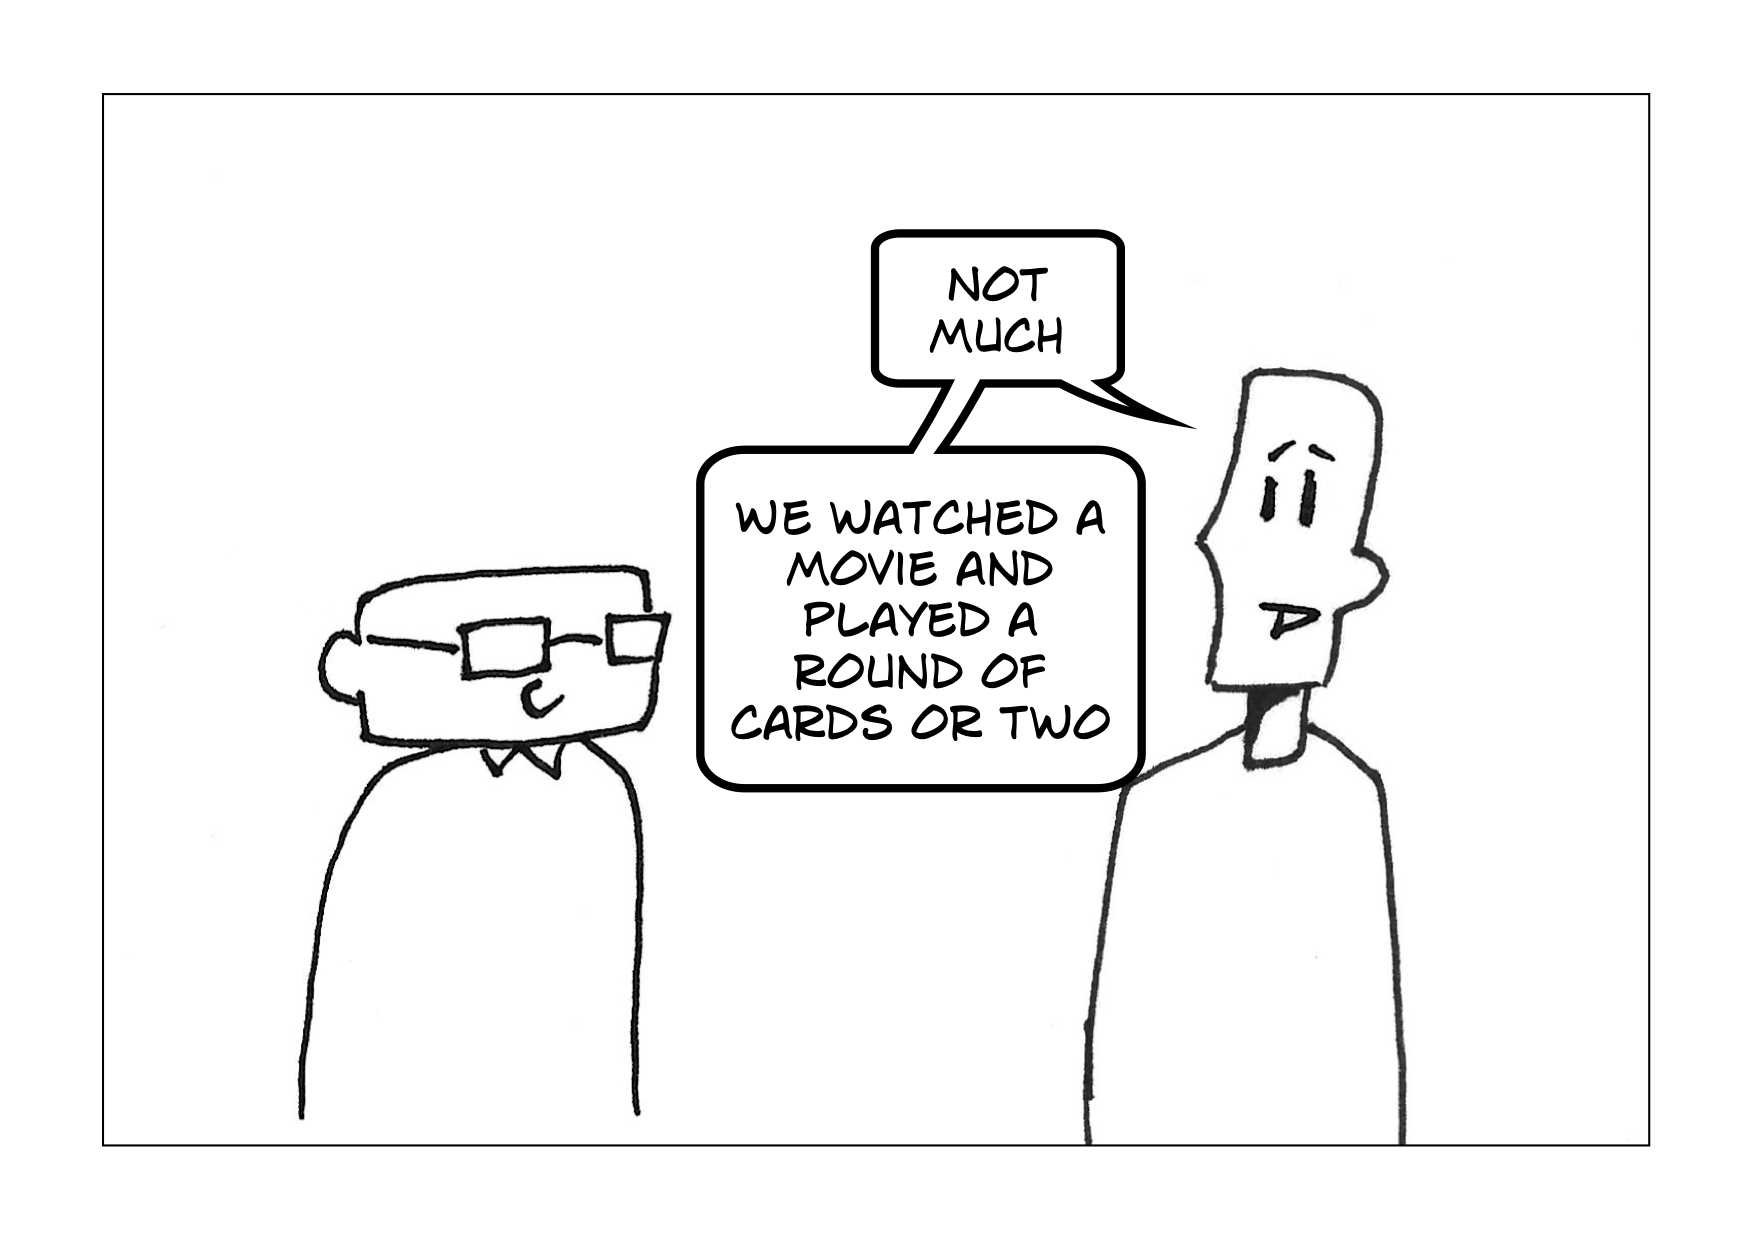 NOT
MUCH
WE WATCHED A
MOVIE AND
PLAYED A
ROUND OF
CARDS OR TWO